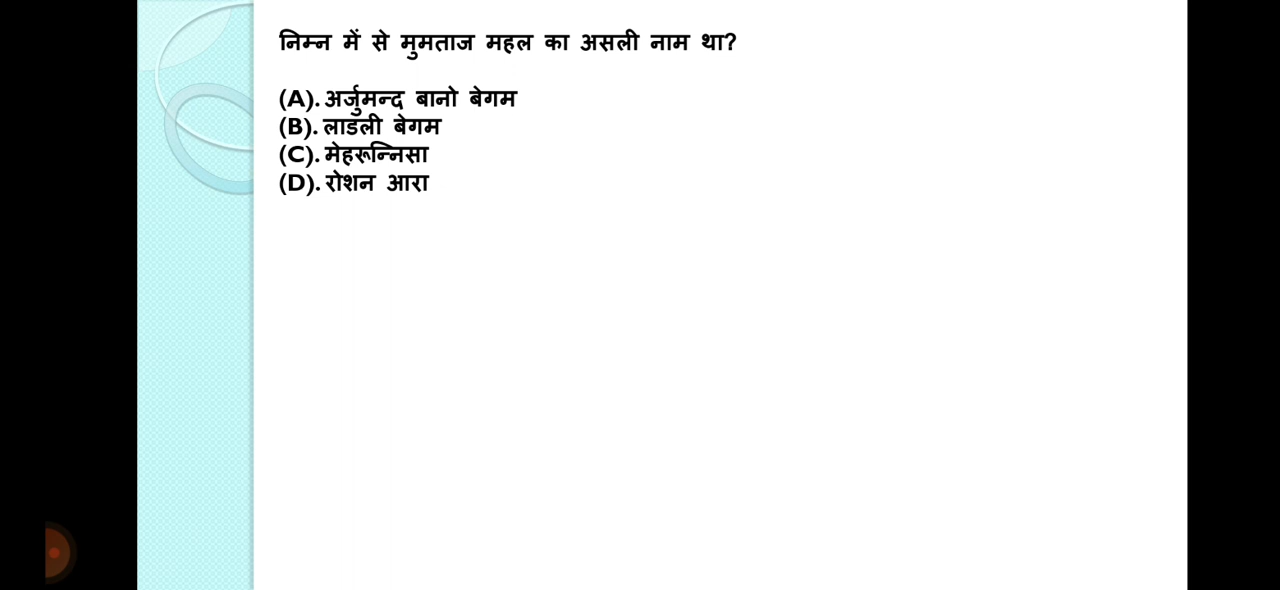 निम्न में से मुमताज महल का असली नाम था?
(A). अर्जुमन्द बानो बेगम
(B). लाडली बेगम
(C). मेहरून्निसा
(D). रोशन आरा